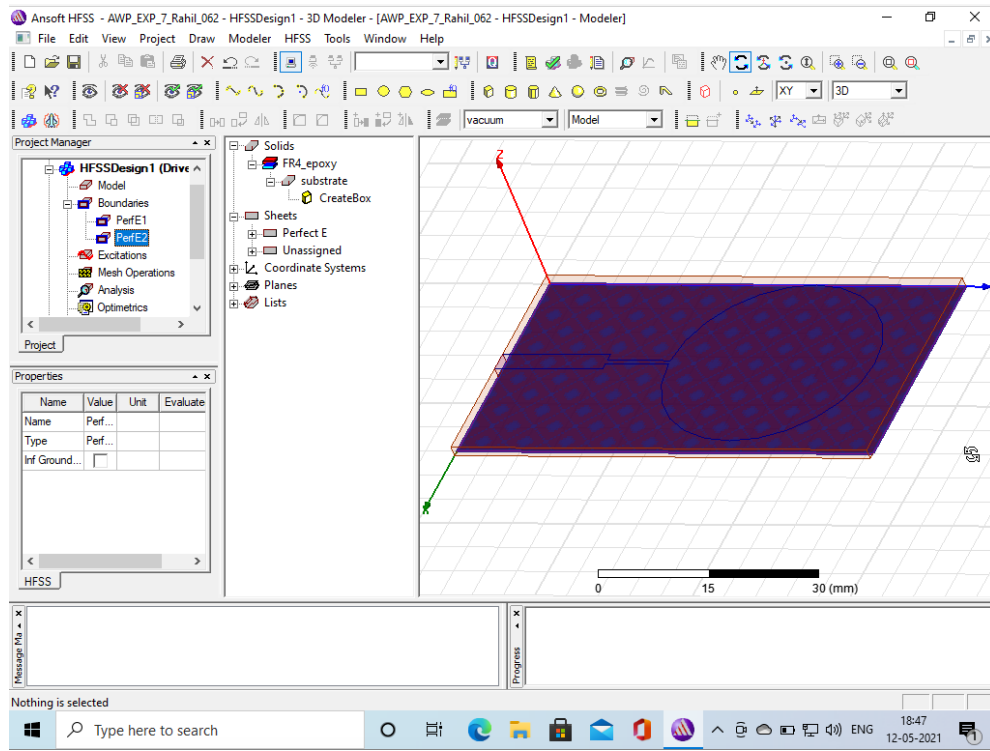 Ansoft HFSS - AWP_EXP_7_Rahil_062 - HFSSDesign1 - 3D Modeler - [AWP_EXP_7_Rahil_062 - HFSSDesign1 - Modeler]
File Edit View Project Draw Modeler HFSS Tools Window Help
XY 3D
vacuum Model
Project Manager
HFSSDesign1 (Drive
Model
Boundaries
PerfE1
PerfE2
Excitations
Mesh Operations
Analysis
Optimetrics
Project
Properties
Name Value Unit Evaluate
Name Perf...
Type Perf...
Inf Ground...
HFSS
Solids
FR4_epoxy
substrate
CreateBox
Sheets
Perfect E
Unassigned
Coordinate Systems
Planes
Lists
Z
X
0 15 30 (mm)
Message Ma
Progress
Nothing is selected
Type here to search
ENG
18:47
12-05-2021
1